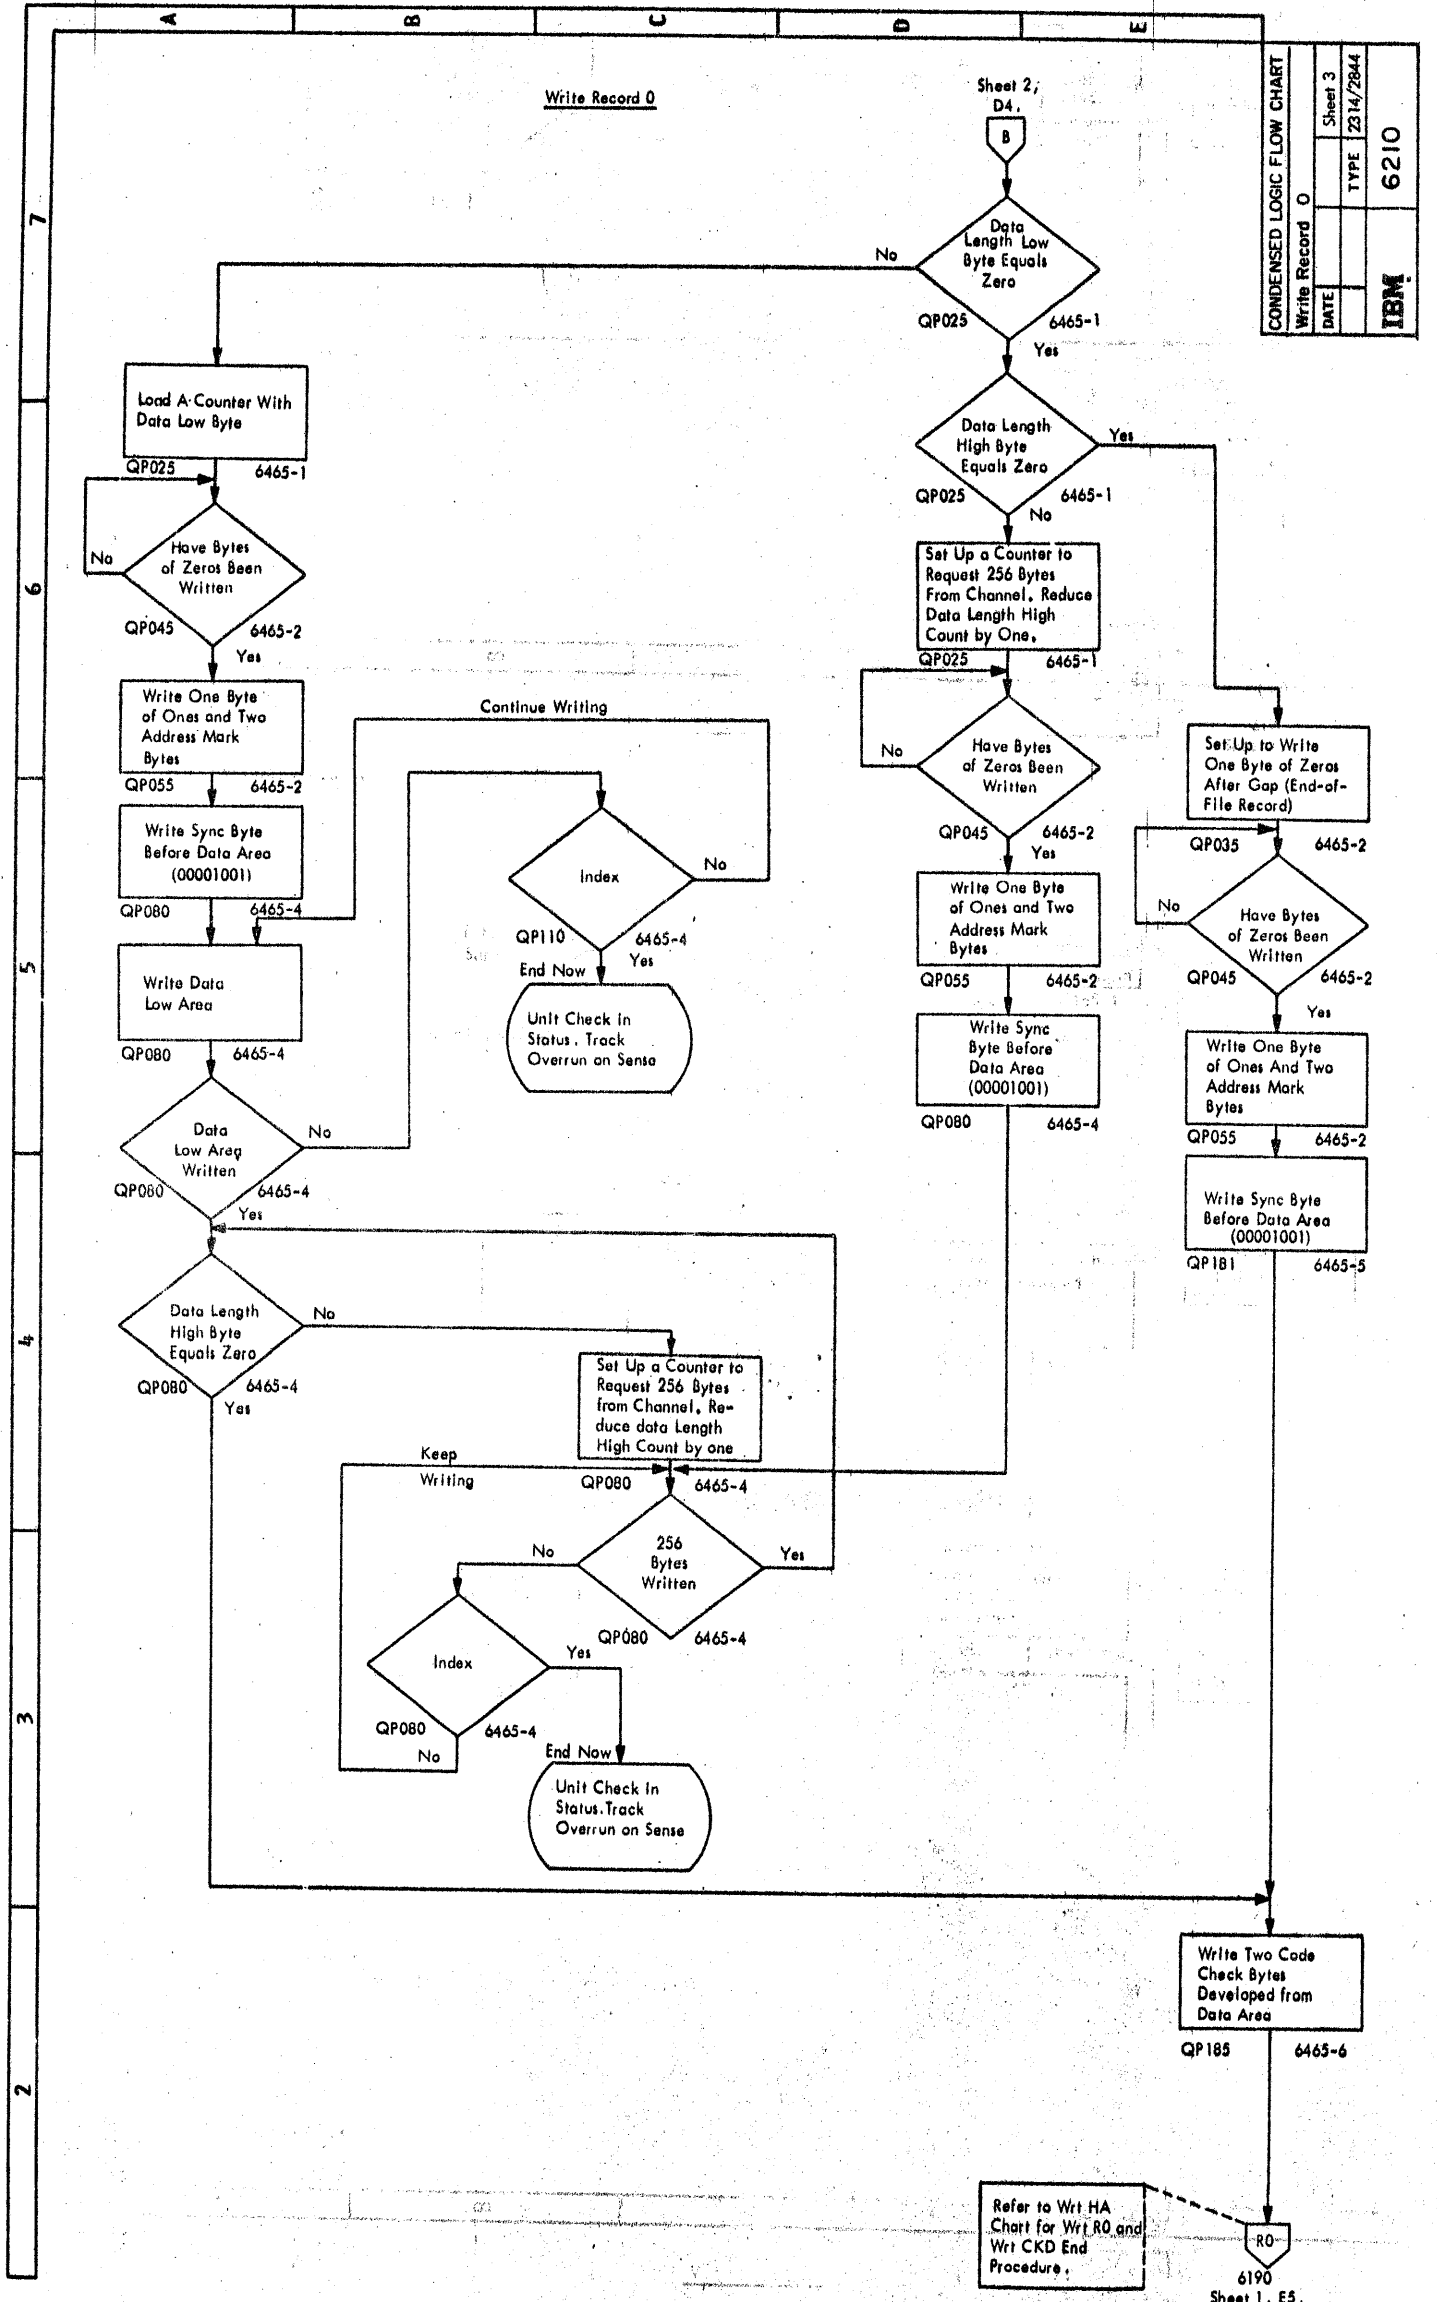 A
B
C
D
E
7
6
5
4
3
2
CONDENSED LOGIC FLOW CHART
Write Record 0
DATE
Sheet 3
TYPE
2314/2844
IBM
6210
Write Record 0
Sheet 2,
D4.
B
Data
Length Low
Byte Equals
Zero
No
QP025
6465-1
Yes
Load A-Counter With
Data Low Byte
QP025
6465-1
Data Length
High Byte
Equals Zero
Yes
QP025
6465-1
No
Have Bytes
of Zeros Been
Written
No
QP045
6465-2
Yes
Set Up a Counter to
Request 256 Bytes
From Channel. Reduce
Data Length High
Count by One.
QP025
6465-1
Write One Byte
of Ones and Two
Address Mark
Bytes
QP055
6465-2
Continue Writing
Have Bytes
of Zeros Been
Written
No
QP045
6465-2
Yes
Set Up to Write
One Byte of Zeros
After Gap (End-of-
File Record)
QP035
6465-2
Write Sync Byte
Before Data Area
(00001001)
QP080
6465-4
Index
No
QP110
6465-4
Yes
End Now
Write One Byte
of Ones and Two
Address Mark
Bytes
QP055
6465-2
Have Bytes
of Zeros Been
Written
No
QP045
6465-2
Yes
Write Data
Low Area
QP080
6465-4
Unit Check in
Status. Track
Overrun on Sense
Write Sync
Byte Before
Data Area
(00001001)
QP080
6465-4
Write One Byte
of Ones And Two
Address Mark
Bytes
QP055
6465-2
Data
Low Area
Written
No
QP080
6465-4
Yes
Write Sync Byte
Before Data Area
(00001001)
QP181
6465-5
Data Length
High Byte
Equals Zero
No
QP080
6465-4
Yes
Set Up a Counter to
Request 256 Bytes
from Channel. Re-
duce data Length
High Count by one
QP080
6465-4
Keep
Writing
256
Bytes
Written
No
Yes
QP080
6465-4
Index
Yes
QP080
6465-4
No
End Now
Unit Check in
Status. Track
Overrun on Sense
Write Two Code
Check Bytes
Developed from
Data Area
QP185
6465-6
Refer to Wrt HA
Chart for Wrt R0 and
Wrt CKD End
Procedure.
R0
6190
Sheet 1, E5.